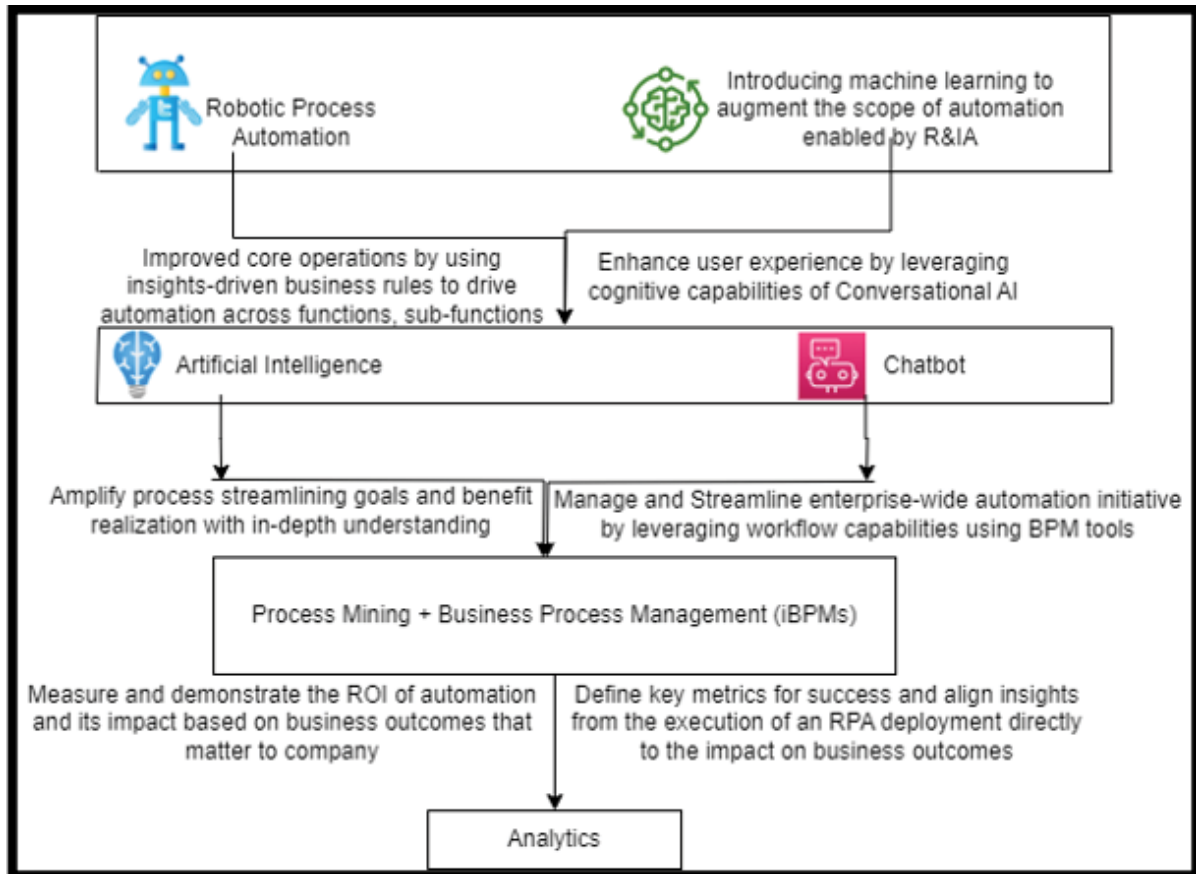 Robotic Process
Automation
Introducing machine learning to
augment the scope of automation
enabled by R&IA
Improved core operations by using
insights-driven business rules to drive
automation across functions, sub-functions
Enhance user experience by leveraging
cognitive capabilities of Conversational AI
Artificial Intelligence
Chatbot
Amplify process streamlining goals and benefit
realization with in-depth understanding
Manage and Streamline enterprise-wide automation initiative
by leveraging workflow capabilities using BPM tools
Process Mining + Business Process Management (iBPMs)
Measure and demonstrate the ROI of automation
and its impact based on business outcomes that
matter to company
Define key metrics for success and align insights
from the execution of an RPA deployment directly
to the impact on business outcomes
Analytics